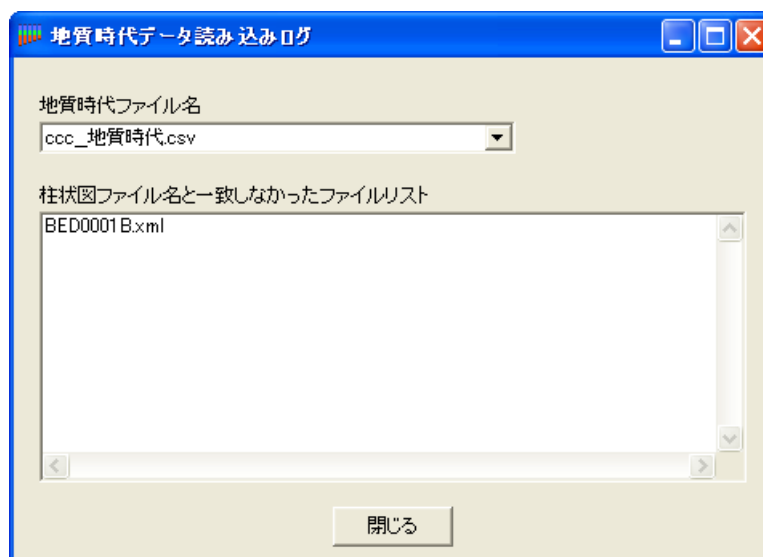 地質時代データ読み込みログ
地質時代ファイル名
ccc_地質時代.csv
柱状図ファイル名と一致しなかったファイルリスト
BED0001B.xml
閉じる